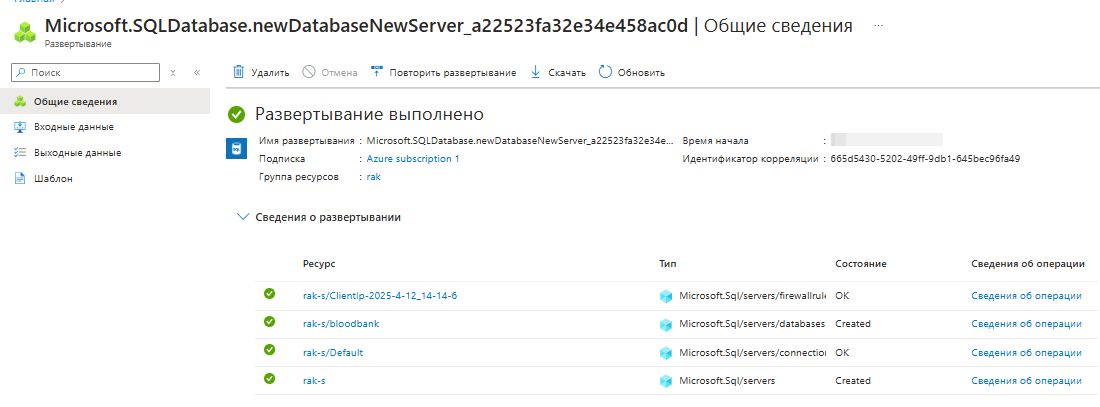 Главная
Microsoft.SQLDatabase.newDatabaseNewServer_a22523fa32e34e458ac0d | Общие сведения ...
Развертывание
Поиск
Общие сведения
Входные данные
Выходные данные
Шаблон
Удалить Отмена Повторить развертывание Скачать Обновить
Развертывание выполнено
Имя развертывания : Microsoft.SQLDatabase.newDatabaseNewServer_a22523fa32e34e...
Подписка : Azure subscription 1
Группа ресурсов : rak
Время начала :
Идентификатор корреляции : 665d5430-5202-49ff-9db1-645bec96fa49
Сведения о развертывании
Ресурс Тип Состояние Сведения об операции
rak-s/ClientIp-2025-4-12_14-14-6 Microsoft.Sql/servers/firewallrule OK Сведения об операции
rak-s/bloodbank Microsoft.Sql/servers/databases Created Сведения об операции
rak-s/Default Microsoft.Sql/servers/connection OK Сведения об операции
rak-s Microsoft.Sql/servers Created Сведения об операции